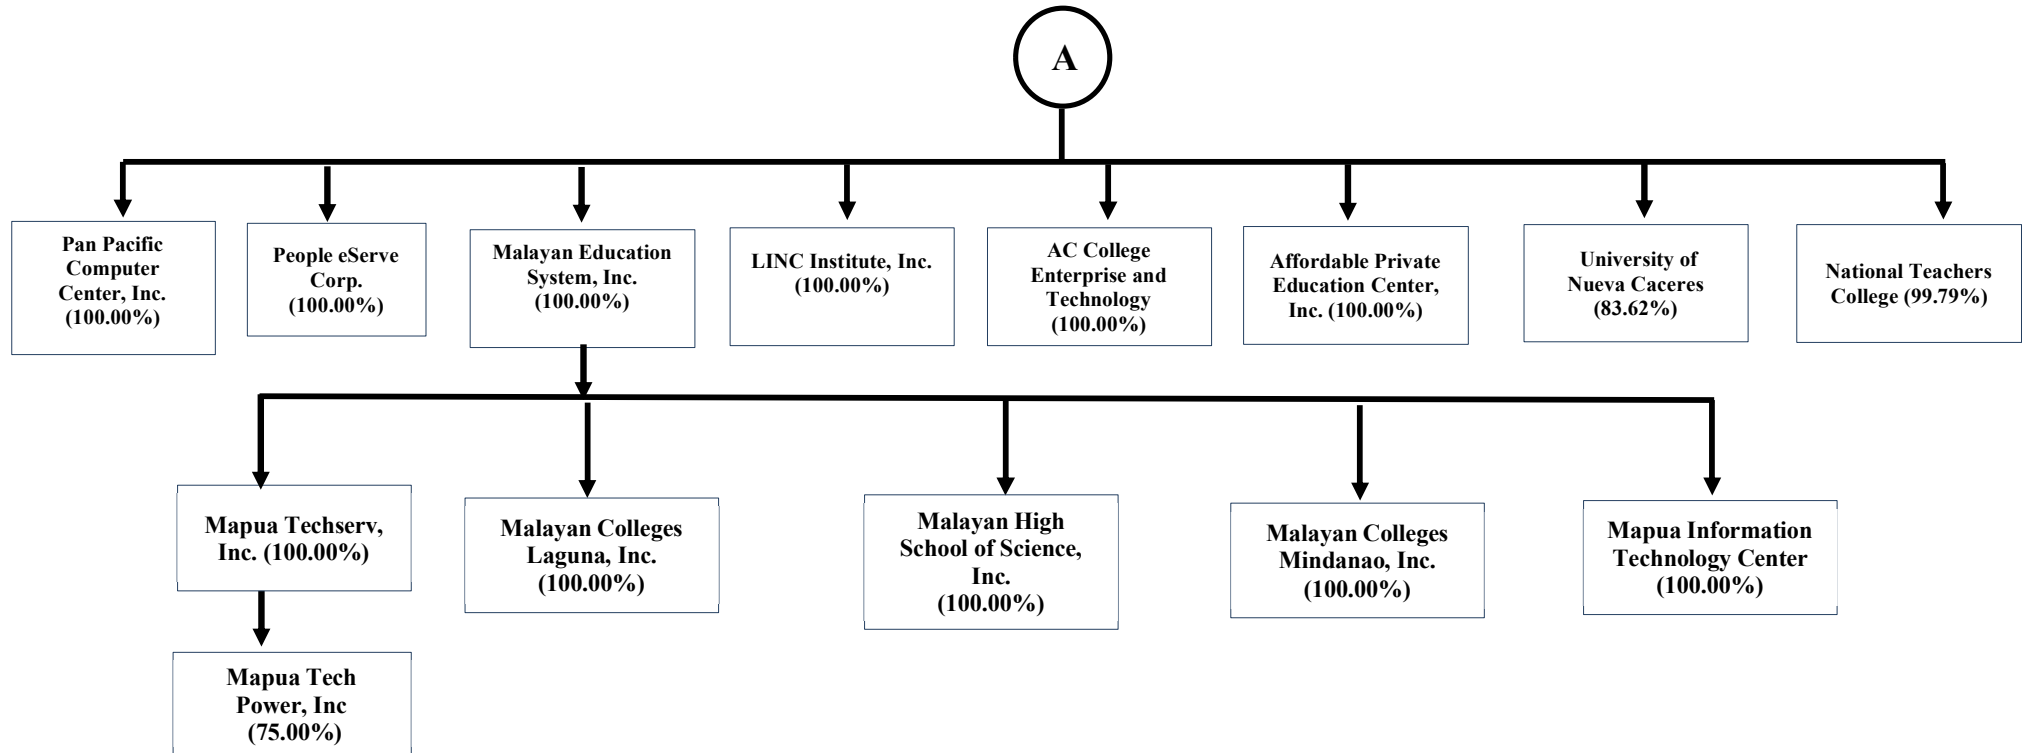 A
Pan Pacific
Computer
Center, Inc.
(100.00%)
People eServe
Corp.
(100.00%)
Malayan Education
System, Inc.
(100.00%)
LINC Institute, Inc.
(100.00%)
AC College
Enterprise and
Technology
(100.00%)
Affordable Private
Education Center,
Inc. (100.00%)
University of
Nueva Caceres
(83.62%)
National Teachers
College (99.79%)
Mapua Techserv,
Inc. (100.00%)
Malayan Colleges
Laguna, Inc.
(100.00%)
Malayan High
School of Science,
Inc.
(100.00%)
Malayan Colleges
Mindanao, Inc.
(100.00%)
Mapua Information
Technology Center
(100.00%)
Mapua Tech
Power, Inc
(75.00%)